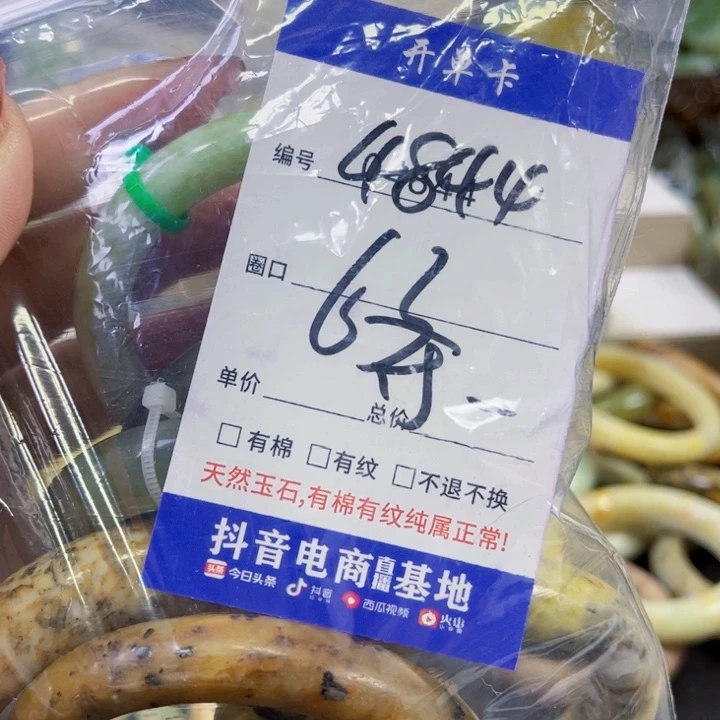 开单卡
编号 4844
圈口
单价 总价
□有棉 □有纹 □不退不换
天然玉石,有棉有纹纯属正常!
抖音电商直播基地
头条 今日头条 抖音 西瓜视频 火山